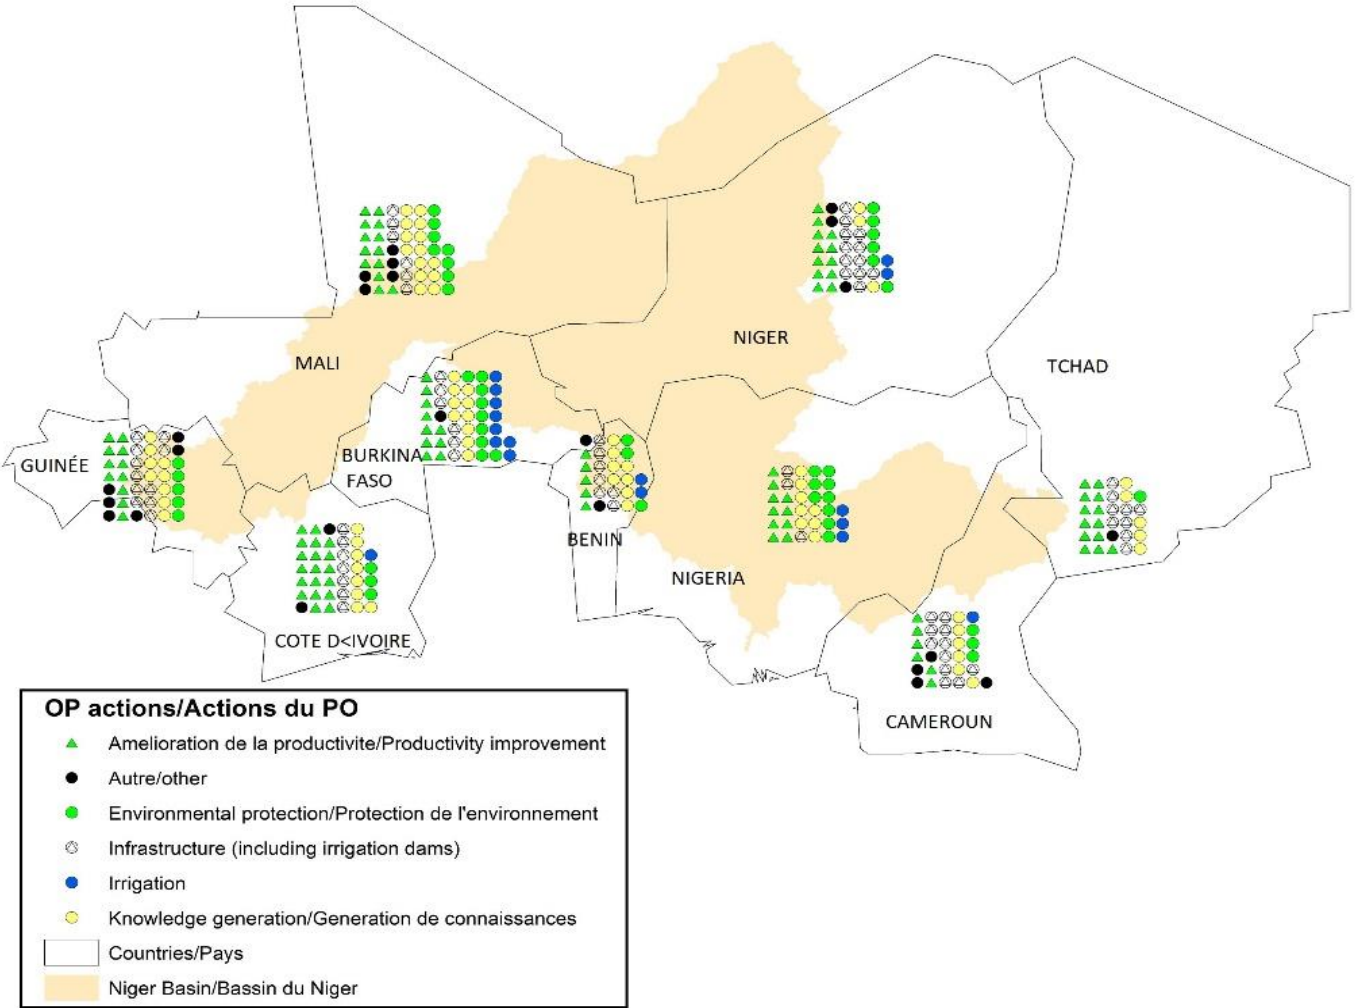 NIGER
MALI
TCHAD
GUINÉE
BURKINA
FASO
BENIN
NIGERIA
COTE D<IVOIRE
CAMEROUN
OP actions/Actions du PO
Amelioration de la productivite/Productivity improvement
Autre/other
Environmental protection/Protection de l'environnement
Infrastructure (including irrigation dams)
Irrigation
Knowledge generation/Generation de connaissances
Countries/Pays
Niger Basin/Bassin du Niger